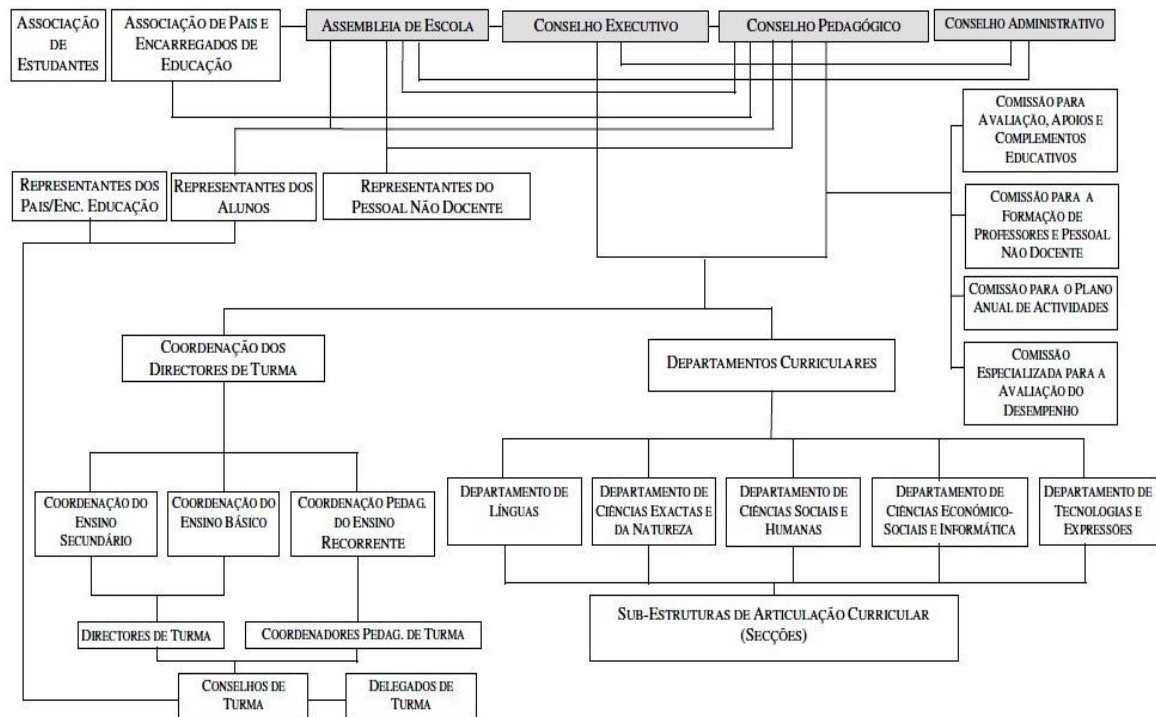 ASSOCIAÇÃO
DE
ESTUDANTES
ASSOCIAÇÃO DE PAIS E
ENCARREGADOS DE
EDUCAÇÃO
ASSEMBLEIA DE ESCOLA
CONSELHO EXECUTIVO
CONSELHO PEDAGÓGICO
CONSELHO ADMINISTRATIVO
COMISSÃO PARA
AVALIAÇÃO, APOIOS E
COMPLEMENTOS
EDUCATIVOS
REPRESENTANTES DOS
PAIS/ENC. EDUCAÇÃO
REPRESENTANTES DOS
ALUNOS
REPRESENTANTES DO
PESSOAL NÃO DOCENTE
COMISSÃO PARA A
FORMAÇÃO DE
PROFESSORES E PESSOAL
NÃO DOCENTE
COMISSÃO PARA O PLANO
ANUAL DE ACTIVIDADES
COORDENAÇÃO DOS
DIRECTORES DE TURMA
DEPARTAMENTOS CURRICULARES
COMISSÃO
ESPECIALIZADA PARA A
AVALIAÇÃO DO
DESEMPENHO
COORDENAÇÃO DO
ENSINO
SECUNDÁRIO
COORDENAÇÃO DO
ENSINO BÁSICO
COORDENAÇÃO PEDAG.
DO ENSINO
RECORRENTE
DEPARTAMENTO DE
LÍNGUAS
DEPARTAMENTO DE
CIÊNCIAS EXACTAS E
DA NATUREZA
DEPARTAMENTO DE
CIÊNCIAS SOCIAIS E
HUMANAS
DEPARTAMENTO DE
CIÊNCIAS ECONÓMICO-
SOCIAIS E INFORMÁTICA
DEPARTAMENTO DE
TECNOLOGIAS E
EXPRESSÕES
DIRECTORES DE TURMA
COORDENADORES PEDAG. DE TURMA
SUB-ESTRUTURAS DE ARTICULAÇÃO CURRICULAR
(SECÇÕES)
CONSELHOS DE
TURMA
DELEGADOS DE
TURMA